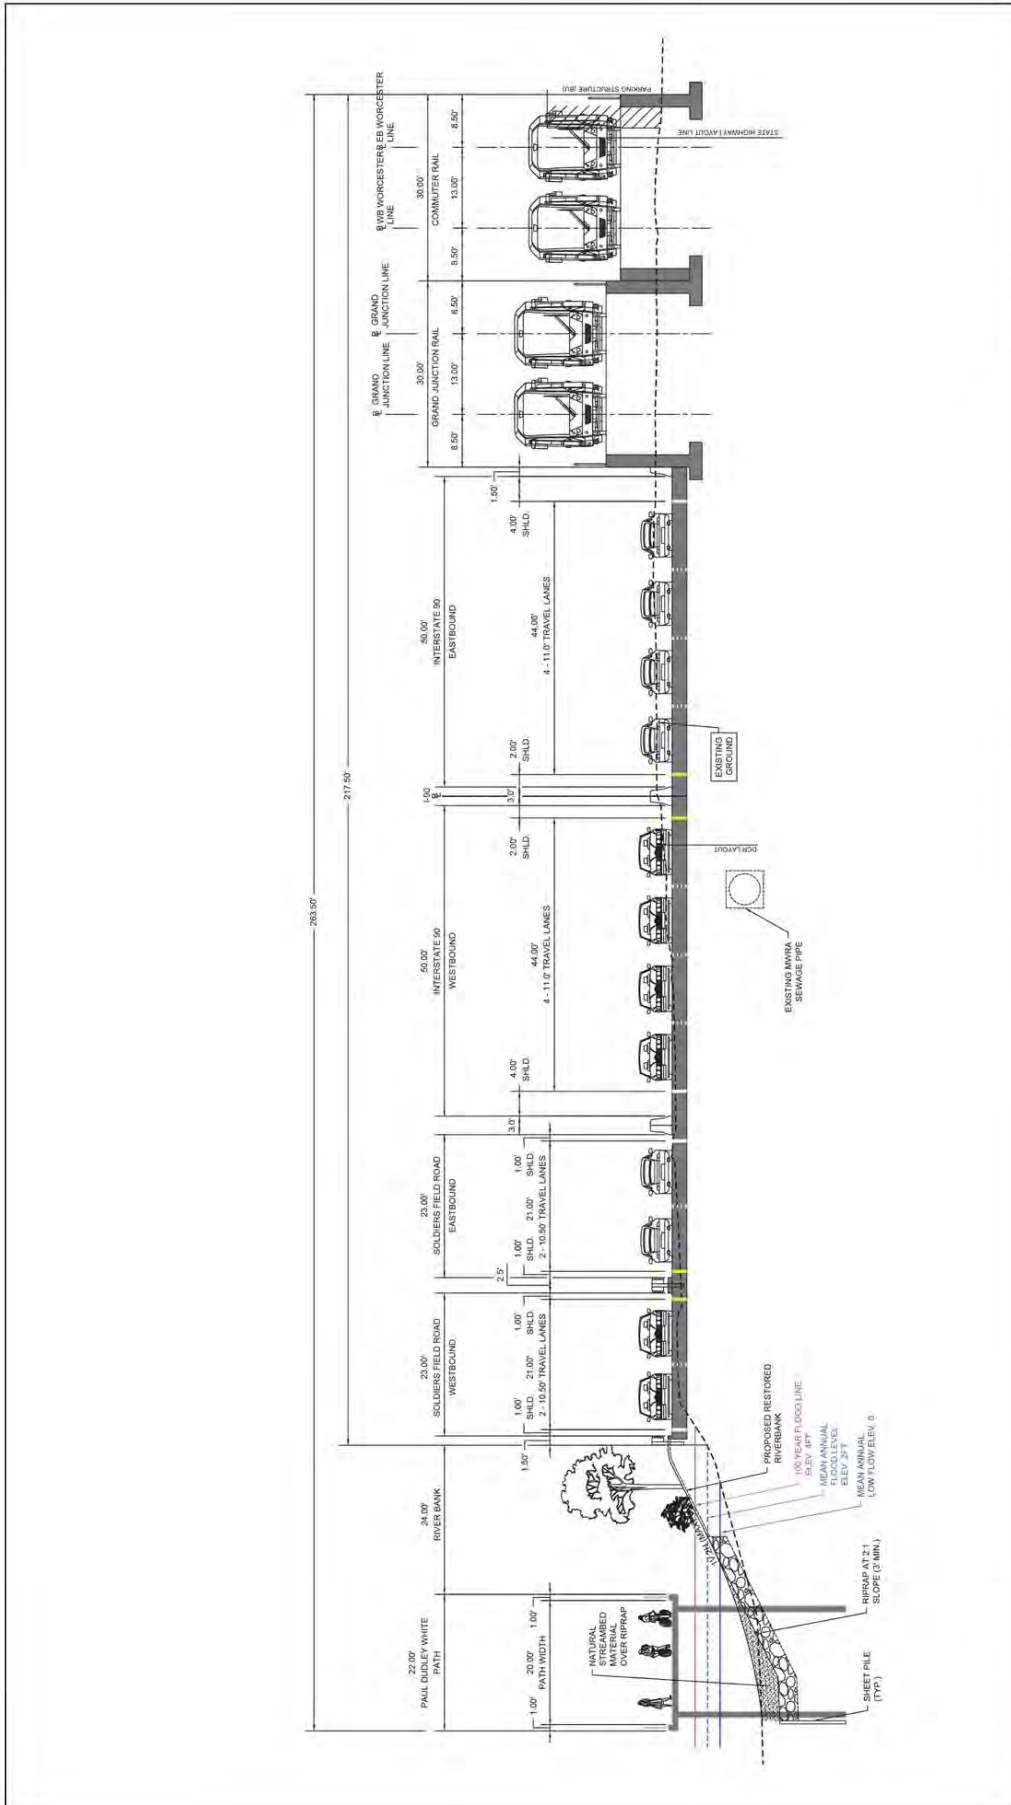 263.50'
217.50'
22.00'
PAUL DUDLEY WHITE
PATH
24.00'
RIVER BANK
23.00'
SOLDIERS FIELD ROAD
WESTBOUND
23.00'
SOLDIERS FIELD ROAD
EASTBOUND
50.00'
INTERSTATE 90
WESTBOUND
I-90
50.00'
INTERSTATE 90
EASTBOUND
GRAND
JUNCTION LINE
GRAND
JUNCTION LINE
30.00'
GRAND JUNCTION RAIL
8.50'
13.00'
6.50'
WB WORCESTER
LINE
EB WORCESTER
LINE
30.00'
COMMUTER RAIL
8.50'
13.00'
8.50'
1.00'
20.00'
PATH WIDTH
1.00'
1.50'
1.00'
SHLD.
21.00'
2 - 10.50' TRAVEL LANES
1.00'
SHLD.
2.5'
1.00'
SHLD.
21.00'
2 - 10.50' TRAVEL LANES
1.00'
SHLD.
3.0'
4.00'
SHLD.
44.00'
4 - 11.0' TRAVEL LANES
2.00'
SHLD.
3.0'
2.00'
SHLD.
44.00'
4 - 11.0' TRAVEL LANES
4.00'
SHLD.
1.50'
NATURAL
STREAMBED
MATERIAL
OVER RIPRAP
PARKING STRUCTURE (BU)
STATE HIGHWAY LAYOUT LINE
EXISTING
GROUND
DCR LAYOUT
EXISTING MWRA
SEWAGE PIPE
PROPOSED RESTORED
RIVERBANK
100 YEAR FLOOD LINE
ELEV. 4FT
MEAN ANNUAL
FLOOD LEVEL
ELEV. 2FT
MEAN ANNUAL
LOW FLOW ELEV. 0
RIPRAP AT 2:1
SLOPE (3' MIN.)
SHEET PILE
(TYP.)